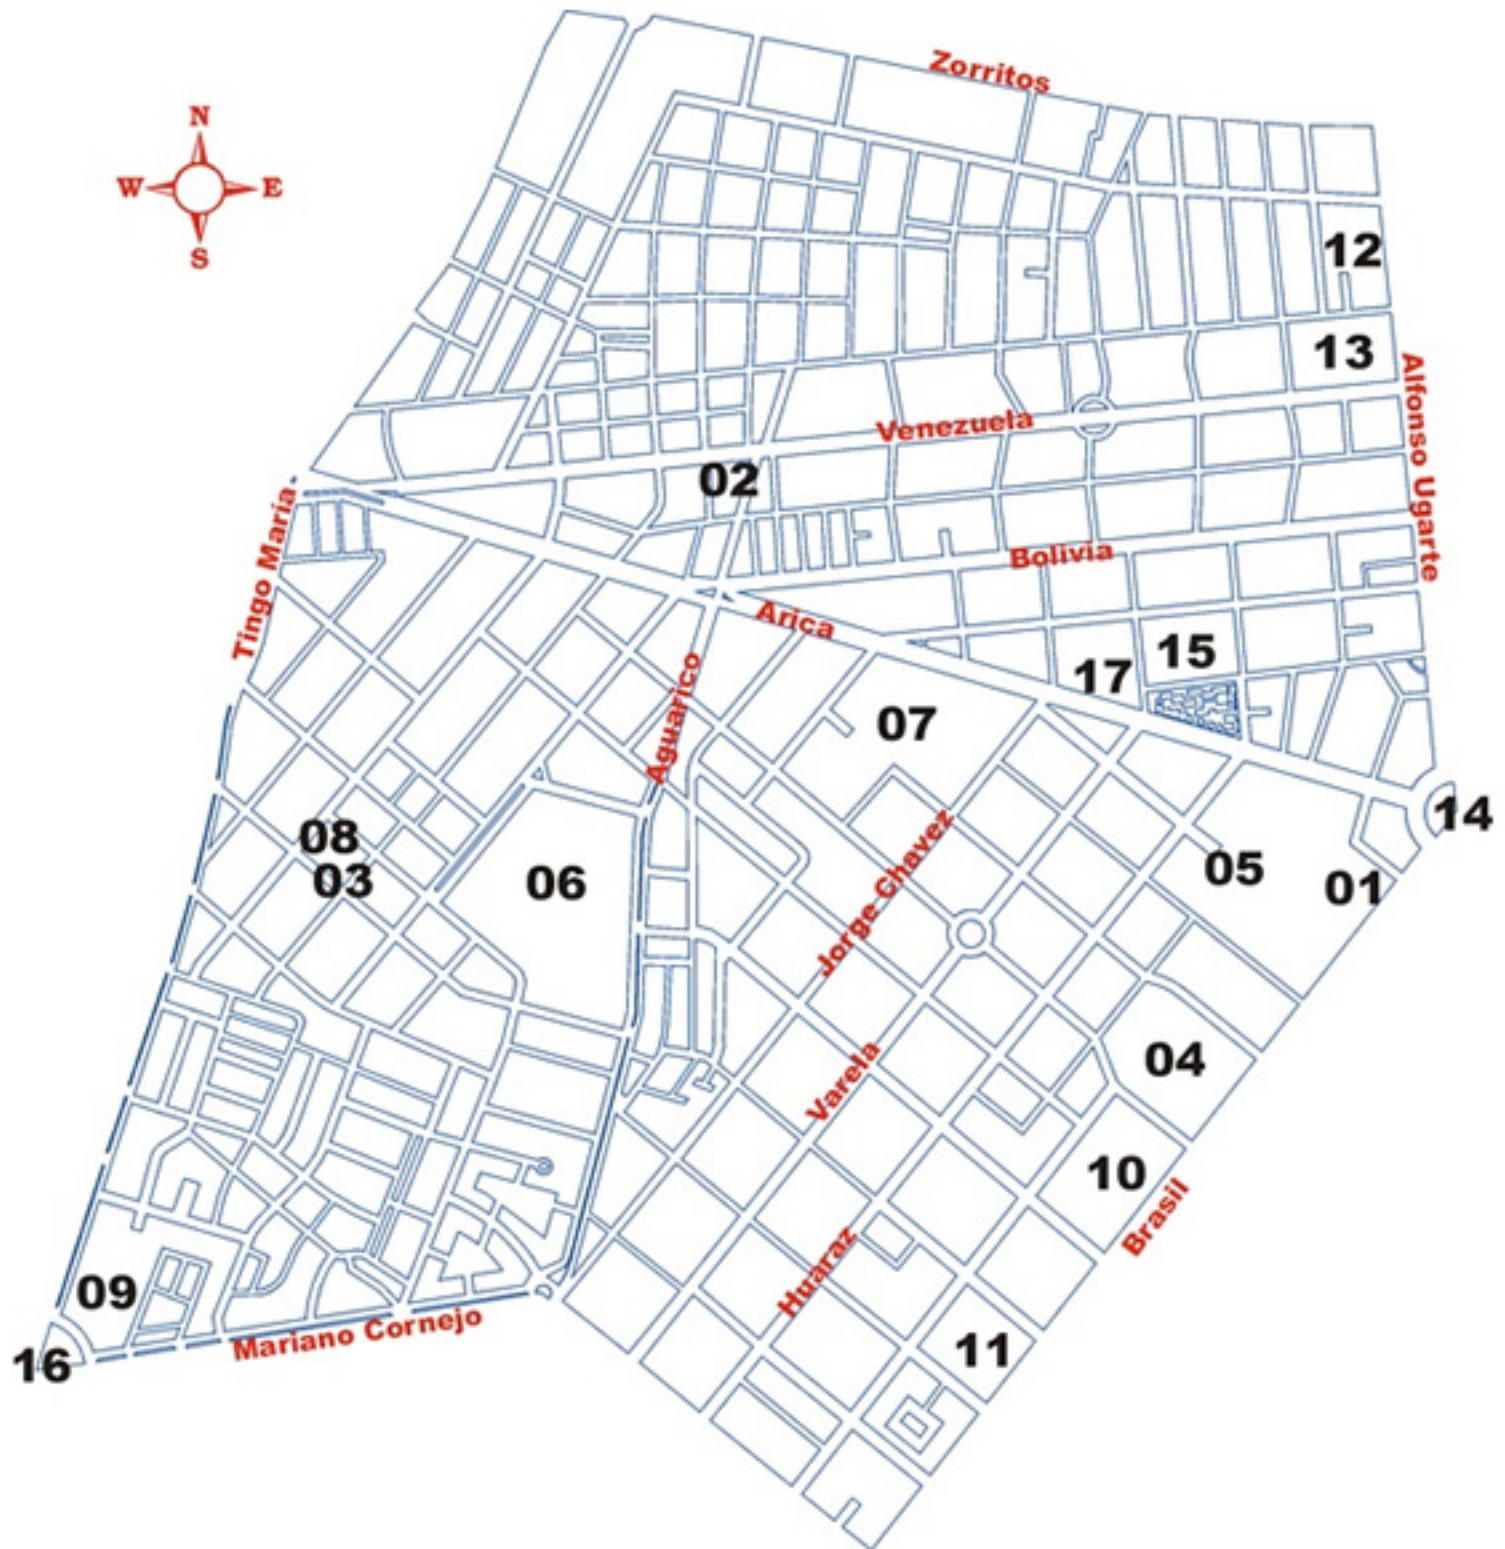 Zorritos
N
W
E
S
12
13
Alfonso Ugarte
Venezuela
02
Tingo María
Bolivia
Arica
15
17
Aguarico
07
14
08
03
06
05
01
Jorge Chavez
04
Varela
10
Brasil
Huaraz
09
11
Mariano Cornejo
16